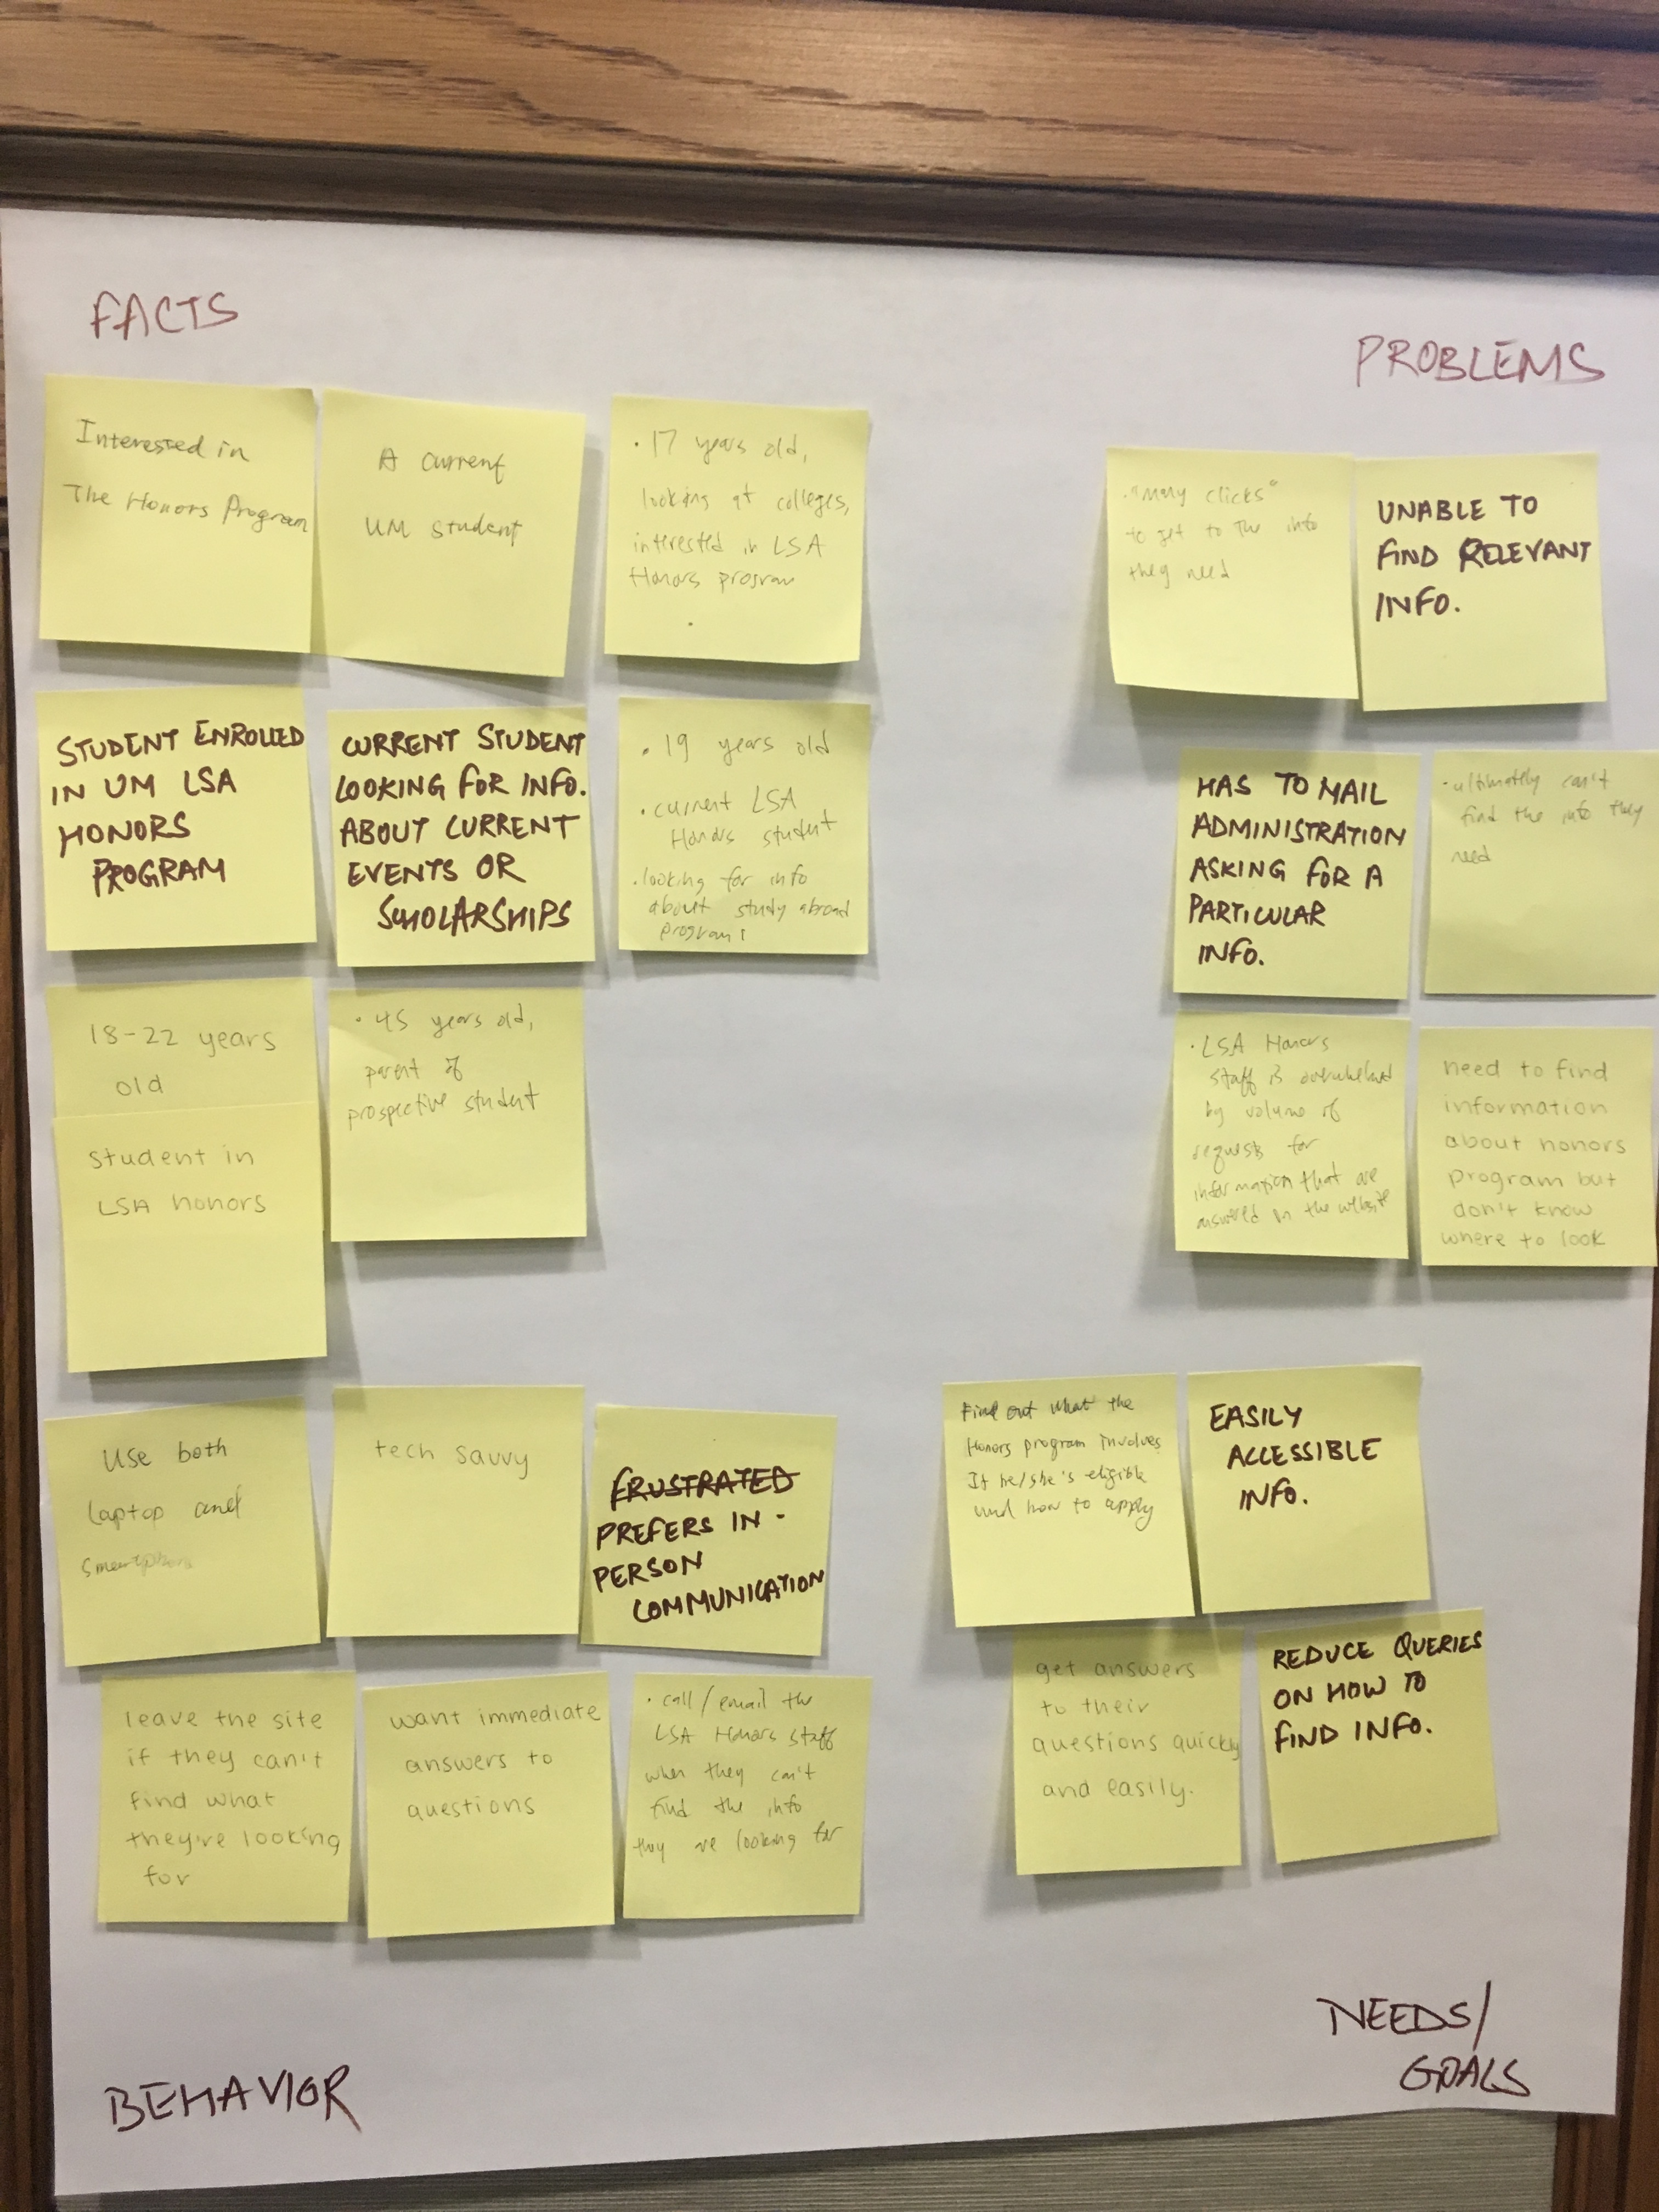 FACTS
Interested in
The Honors Program
A current
UM student
• 17 years old,
looking at colleges,
interested in LSA
Honors program
STUDENT ENROLLED
IN UM LSA
HONORS
PROGRAM
CURRENT STUDENT
LOOKING FOR INFO.
ABOUT CURRENT
EVENTS OR
SCHOLARSHIPS
• 19 years old
• current LSA
Honors student
• looking for info
about study abroad
programs
18-22 years
old
student in
LSA honors
• 45 years old,
parent of
prospective student
PROBLEMS
• "many clicks"
to get to the info
they need
UNABLE TO
FIND RELEVANT
INFO.
HAS TO MAIL
ADMINISTRATION
ASKING FOR A
PARTICULAR
INFO.
• ultimately can't
find the info they
need
• LSA Honors
staff is overwhelmed
by volume of
requests for
information that are
answered on the website
need to find
information
about honors
program but
don't know
where to look
Use both
laptop and
smartphone
tech savvy
FRUSTRATED
PREFERS IN-
PERSON
COMMUNICATION
leave the site
if they can't
find what
they're looking
for
want immediate
answers to
questions
• call/email the
LSA Honors staff
when they can't
find the info
they are looking for
BEHAVIOR
Find out what the
Honors program involves
If he/she's eligible
and how to apply
EASILY
ACCESSIBLE
INFO.
get answers
to their
questions quickly
and easily.
REDUCE QUERIES
ON HOW TO
FIND INFO.
NEEDS/
GOALS